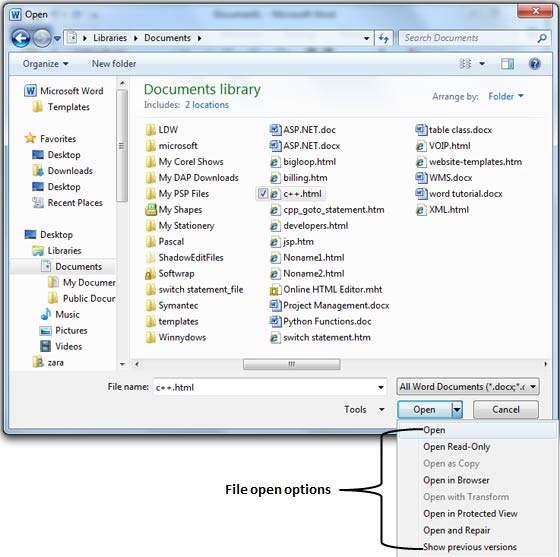 Open
Document1 - Microsoft Word
Libraries Documents
Search Documents
Organize New folder
Microsoft Word
Templates
Favorites
Desktop
Downloads
Desktop
Recent Places
Desktop
Libraries
Documents
My Documen
Public Docum
Music
Pictures
Videos
zara
Documents library
Includes: 2 locations
Arrange by: Folder
LDW
microsoft
My Corel Shows
My DAP Downloads
My PSP Files
My Shapes
My Stationery
Pascal
ShadowEditFiles
Softwrap
switch statement_file
Symantec
templates
Winnydows
ASP.NET.doc
ASP.NET.docx
bigloop.html
billing.htm
c++.html
cpp_goto_statement.htm
developers.html
jsp.htm
Noname1.html
Noname2.html
Online HTML Editor.mht
Project Management.docx
Python Functions.doc
switch statement.htm
table class.docx
VOIP.html
website-templates.htm
WMS.docx
word tutorial.docx
XML.html
File name: c++.html
All Word Documents (*.docx;*.c
Tools Open Cancel
Open
Open Read-Only
Open as Copy
Open in Browser
Open with Transform
Open in Protected View
Open and Repair
Show previous versions
File open options